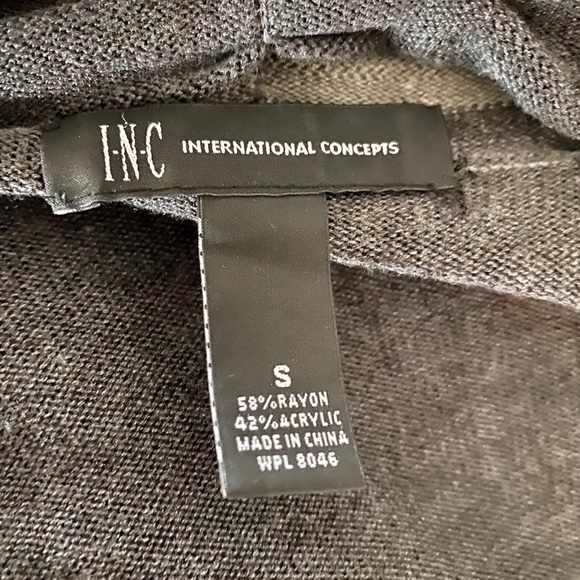 I-N-C INTERNATIONAL CONCEPTS
S
58%RAYON
42%ACRYLIC
MADE IN CHINA
WPL 8046